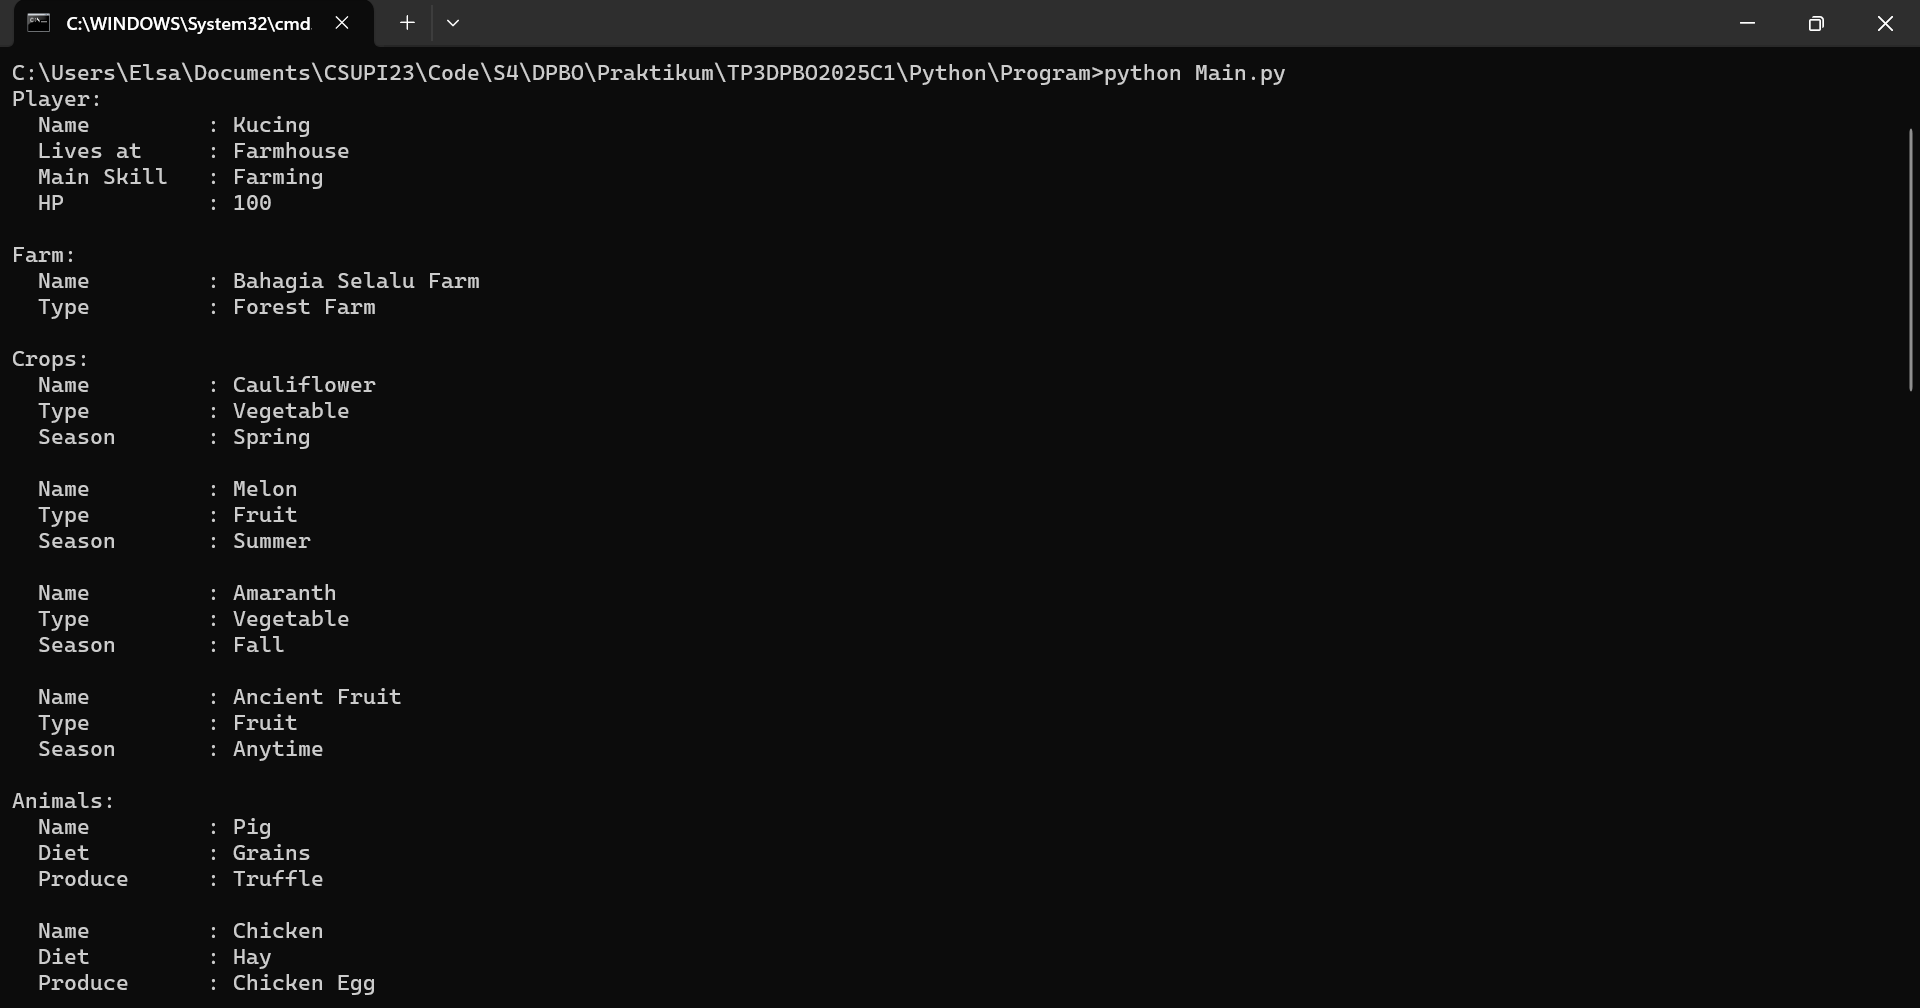 C:\WINDOWS\System32\cmd.
C:\Users\Elsa\Documents\CSUPI23\Code\S4\DPBO\Praktikum\TP3DPBO2025C1\Python\Program>python Main.py
Player:
   Name         : Kucing
   Lives at     : Farmhouse
   Main Skill   : Farming
   HP           : 100

Farm:
   Name         : Bahagia Selalu Farm
   Type         : Forest Farm

Crops:
   Name         : Cauliflower
   Type         : Vegetable
   Season       : Spring

   Name         : Melon
   Type         : Fruit
   Season       : Summer

   Name         : Amaranth
   Type         : Vegetable
   Season       : Fall

   Name         : Ancient Fruit
   Type         : Fruit
   Season       : Anytime

Animals:
   Name         : Pig
   Diet         : Grains
   Produce      : Truffle

   Name         : Chicken
   Diet         : Hay
   Produce      : Chicken Egg